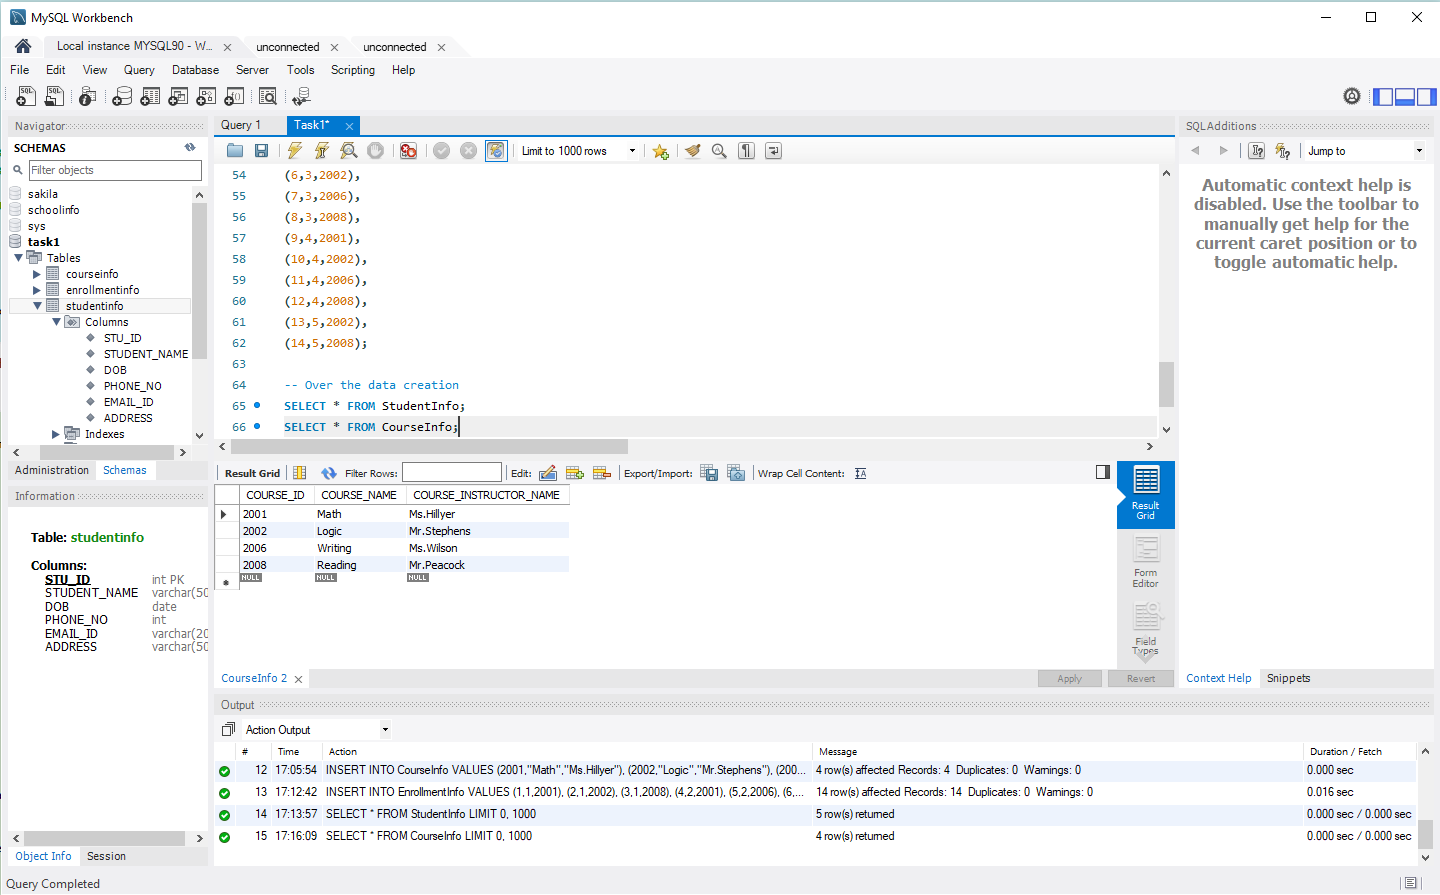 MySQL Workbench
Local instance MYSQL90 - W...
unconnected
unconnected
File Edit View Query Database Server Tools Scripting Help
Navigator
SCHEMAS
Filter objects
sakila
schoolinfo
sys
task1
Tables
courseinfo
enrollmentinfo
studentinfo
Columns
STU_ID
STUDENT_NAME
DOB
PHONE_NO
EMAIL_ID
ADDRESS
Indexes
Administration Schemas
Information
Table: studentinfo
Columns:
STU_ID int PK
STUDENT_NAME varchar(50
DOB date
PHONE_NO int
EMAIL_ID varchar(20
ADDRESS varchar(50
Object Info Session
Query 1 Task1*
Limit to 1000 rows
54 (6,3,2002),
55 (7,3,2006),
56 (8,3,2008),
57 (9,4,2001),
58 (10,4,2002),
59 (11,4,2006),
60 (12,4,2008),
61 (13,5,2002),
62 (14,5,2008);
63
64 -- Over the data creation
65 SELECT * FROM StudentInfo;
66 SELECT * FROM CourseInfo;
Result Grid Filter Rows: Edit: Export/Import: Wrap Cell Content:
COURSE_ID COURSE_NAME COURSE_INSTRUCTOR_NAME
2001 Math Ms.Hillyer
2002 Logic Mr.Stephens
2006 Writing Ms.Wilson
2008 Reading Mr.Peacock
NULL NULL NULL
Result
Grid
Form
Editor
Field
Types
CourseInfo 2
Apply Revert
SQLAdditions
Jump to
Automatic context help is
disabled. Use the toolbar to
manually get help for the
current caret position or to
toggle automatic help.
Context Help Snippets
Output
Action Output
# Time Action Message Duration / Fetch
12 17:05:54 INSERT INTO CourseInfo VALUES (2001,"Math","Ms.Hillyer"), (2002,"Logic","Mr.Stephens"), (200... 4 row(s) affected Records: 4 Duplicates: 0 Warnings: 0 0.000 sec
13 17:12:42 INSERT INTO EnrollmentInfo VALUES (1,1,2001), (2,1,2002), (3,1,2008), (4,2,2001), (5,2,2006), (6,... 14 row(s) affected Records: 14 Duplicates: 0 Warnings: 0 0.016 sec
14 17:13:57 SELECT * FROM StudentInfo LIMIT 0, 1000 5 row(s) returned 0.000 sec / 0.000 sec
15 17:16:09 SELECT * FROM CourseInfo LIMIT 0, 1000 4 row(s) returned 0.000 sec / 0.000 sec
Query Completed